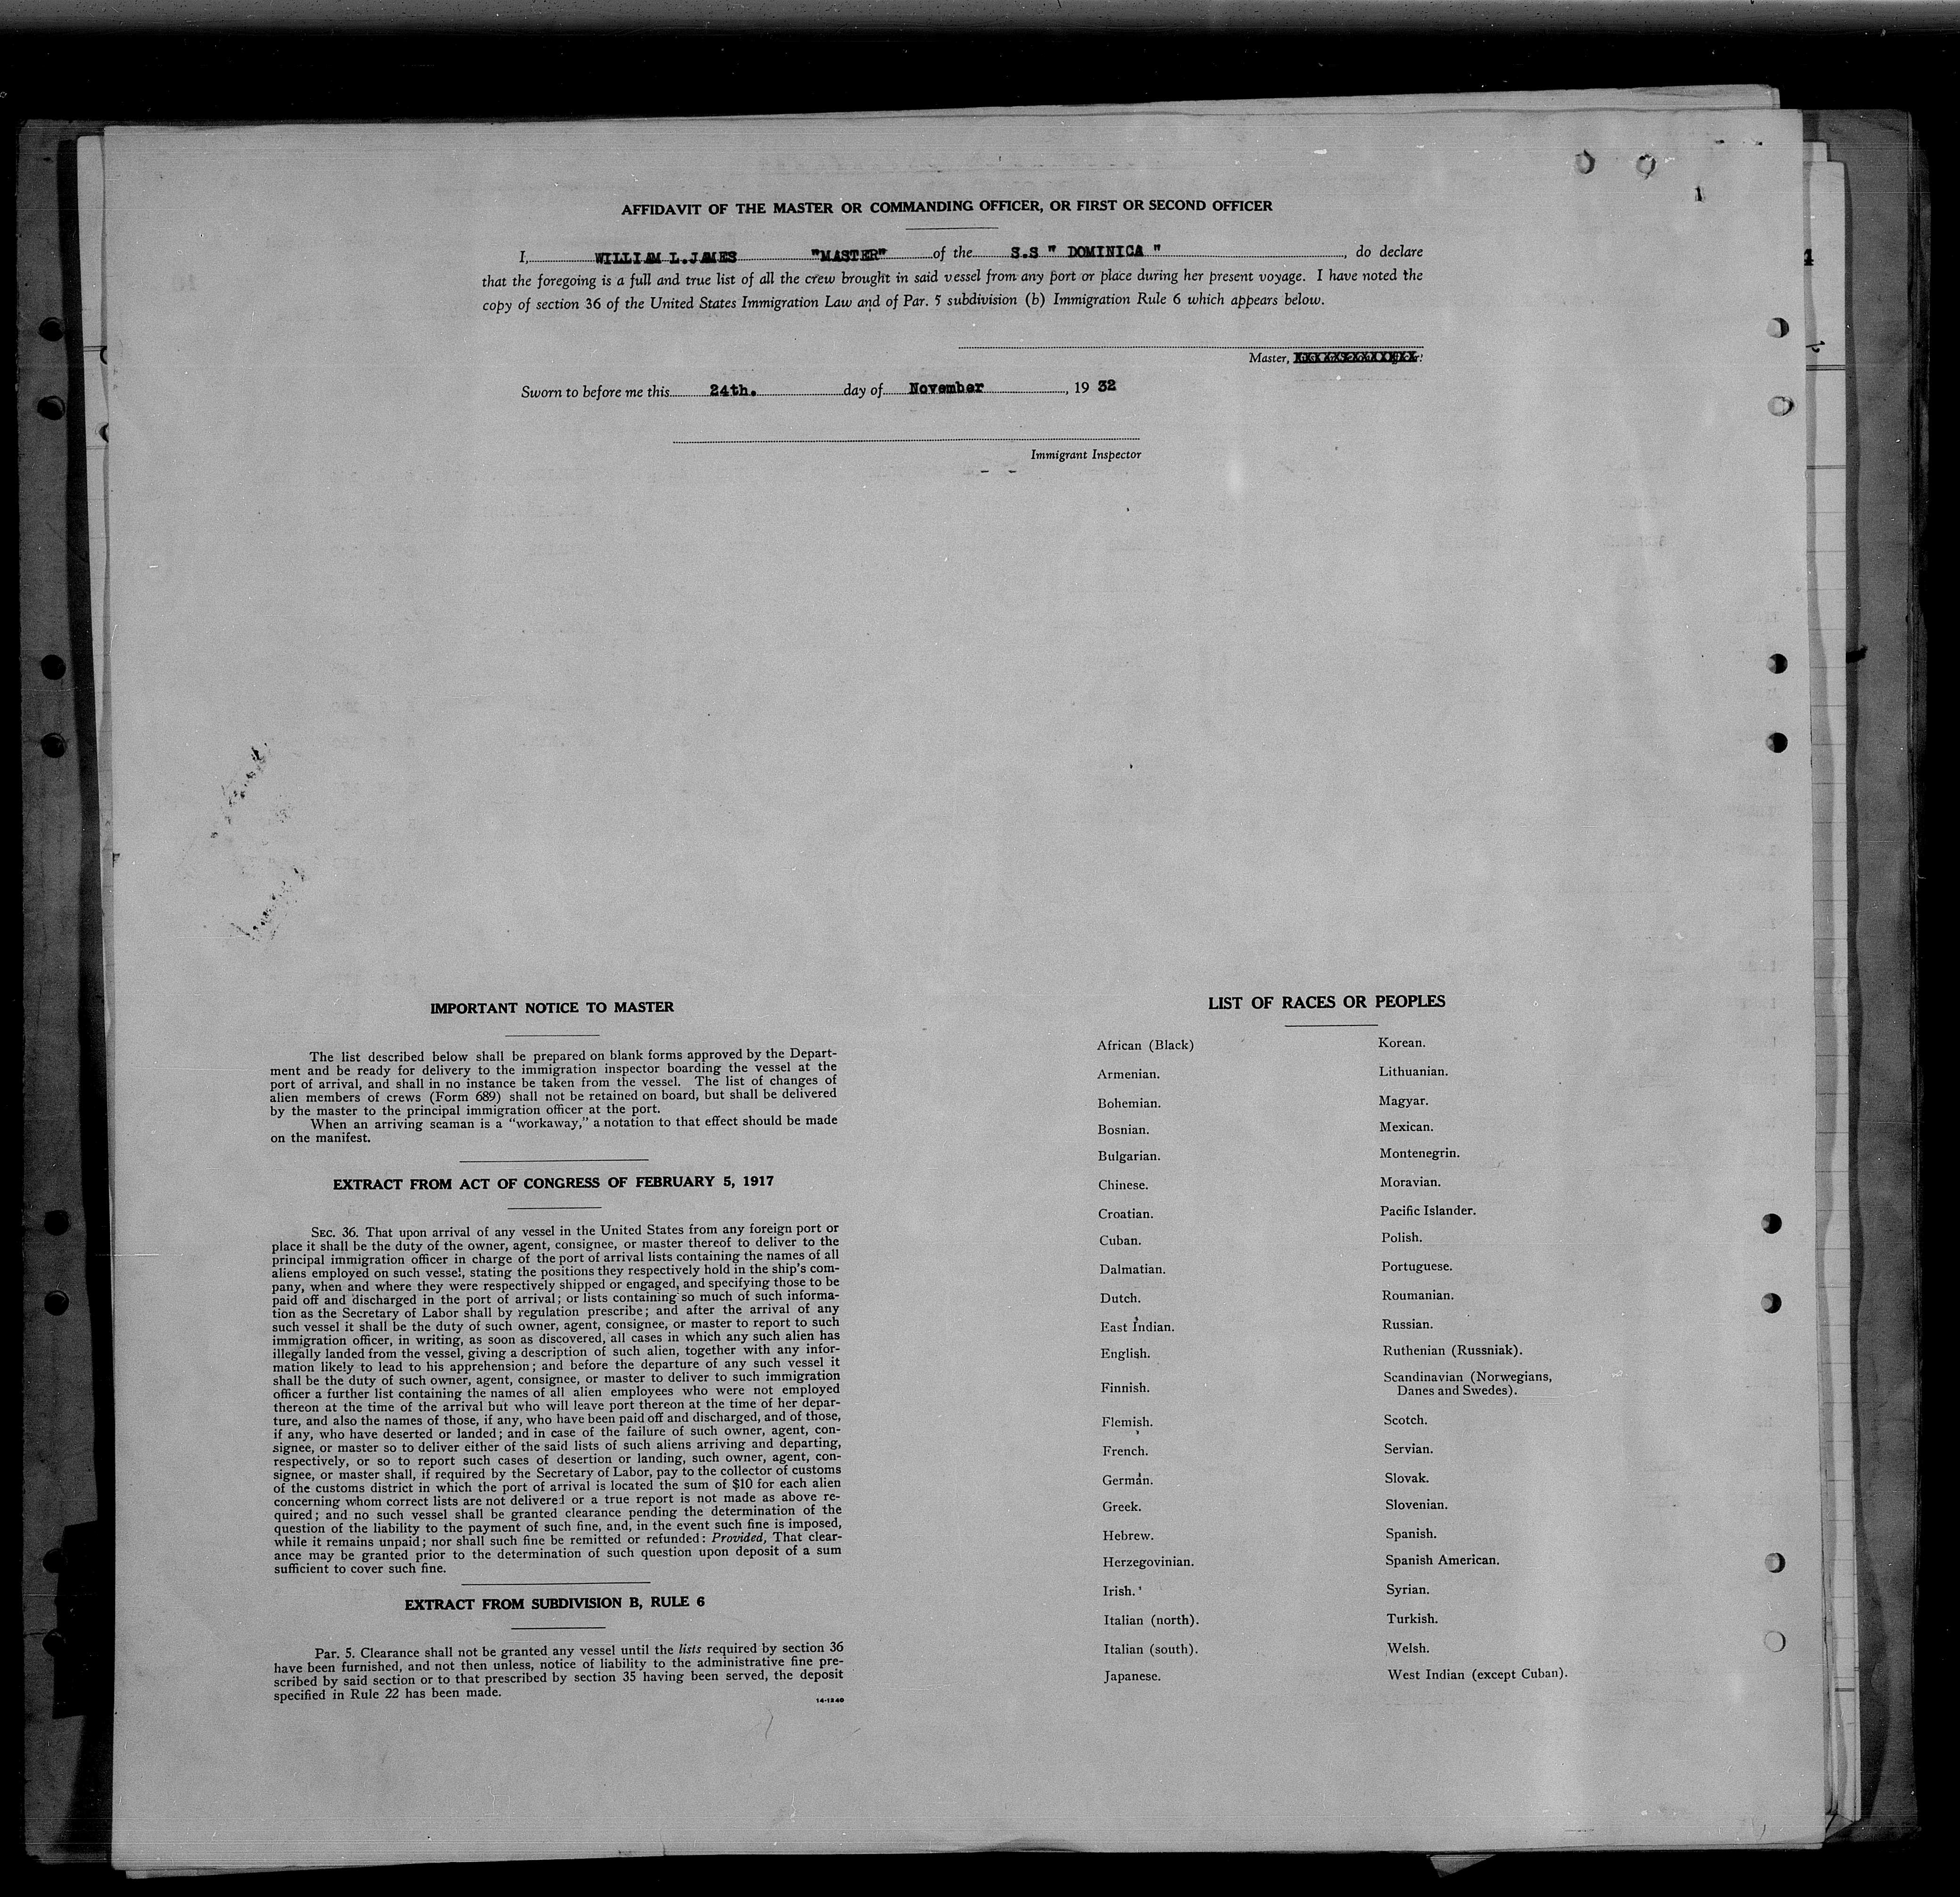 AFFIDAVIT OF THE MASTER OR COMMANDING OFFICER, OR FIRST OR SECOND OFFICER
I, WILLIAM L.JAMES "MASTER" of the S.S " DOMINICA ", do declare
that the foregoing is a full and true list of all the crew brought in said vessel from any port or place during her present voyage. I have noted the
copy of section 36 of the United States Immigration Law and of Par. 5 subdivision (b) Immigration Rule 6 which appears below.
Master,
Sworn to before me this 24th. day of November, 19 32
Immigrant Inspector
IMPORTANT NOTICE TO MASTER
The list described below shall be prepared on blank forms approved by the Depart-
ment and be ready for delivery to the immigration inspector boarding the vessel at the
port of arrival, and shall in no instance be taken from the vessel. The list of changes of
alien members of crews (Form 689) shall not be retained on board, but shall be delivered
by the master to the principal immigration officer at the port.
When an arriving seaman is a "workaway," a notation to that effect should be made
on the manifest.
EXTRACT FROM ACT OF CONGRESS OF FEBRUARY 5, 1917
SEC. 36. That upon arrival of any vessel in the United States from any foreign port or
place it shall be the duty of the owner, agent, consignee, or master thereof to deliver to the
principal immigration officer in charge of the port of arrival lists containing the names of all
aliens employed on such vessel, stating the positions they respectively hold in the ship's com-
pany, when and where they were respectively shipped or engaged, and specifying those to be
paid off and discharged in the port of arrival; or lists containing so much of such informa-
tion as the Secretary of Labor shall by regulation prescribe; and after the arrival of any
such vessel it shall be the duty of such owner, agent, consignee, or master to report to such
immigration officer, in writing, as soon as discovered, all cases in which any such alien has
illegally landed from the vessel, giving a description of such alien, together with any infor-
mation likely to lead to his apprehension; and before the departure of any such vessel it
shall be the duty of such owner, agent, consignee, or master to deliver to such immigration
officer a further list containing the names of all alien employees who were not employed
thereon at the time of the arrival but who will leave port thereon at the time of her depar-
ture, and also the names of those, if any, who have been paid off and discharged, and of those,
if any, who have deserted or landed; and in case of the failure of such owner, agent, con-
signee, or master so to deliver either of the said lists of such aliens arriving and departing,
respectively, or so to report such cases of desertion or landing, such owner, agent, con-
signee, or master shall, if required by the Secretary of Labor, pay to the collector of customs
of the customs district in which the port of arrival is located the sum of $10 for each alien
concerning whom correct lists are not delivered or a true report is not made as above re-
quired; and no such vessel shall be granted clearance pending the determination of the
question of the liability to the payment of such fine, and, in the event such fine is imposed,
while it remains unpaid; nor shall such fine be remitted or refunded: Provided, That clear-
ance may be granted prior to the determination of such question upon deposit of a sum
sufficient to cover such fine.
EXTRACT FROM SUBDIVISION B, RULE 6
Par. 5. Clearance shall not be granted any vessel until the lists required by section 36
have been furnished, and not then unless, notice of liability to the administrative fine pre-
scribed by said section or to that prescribed by section 35 having been served, the deposit
specified in Rule 22 has been made.
14-1240
LIST OF RACES OR PEOPLES
African (Black)
Armenian.
Bohemian.
Bosnian.
Bulgarian.
Chinese.
Croatian.
Cuban.
Dalmatian.
Dutch.
East Indian.
English.
Finnish.
Flemish.
French.
German.
Greek.
Hebrew.
Herzegovinian.
Irish.
Italian (north).
Italian (south).
Japanese.
Korean.
Lithuanian.
Magyar.
Mexican.
Montenegrin.
Moravian.
Pacific Islander.
Polish.
Portuguese.
Roumanian.
Russian.
Ruthenian (Russniak).
Scandinavian (Norwegians,
Danes and Swedes).
Scotch.
Servian.
Slovak.
Slovenian.
Spanish.
Spanish American.
Syrian.
Turkish.
Welsh.
West Indian (except Cuban).